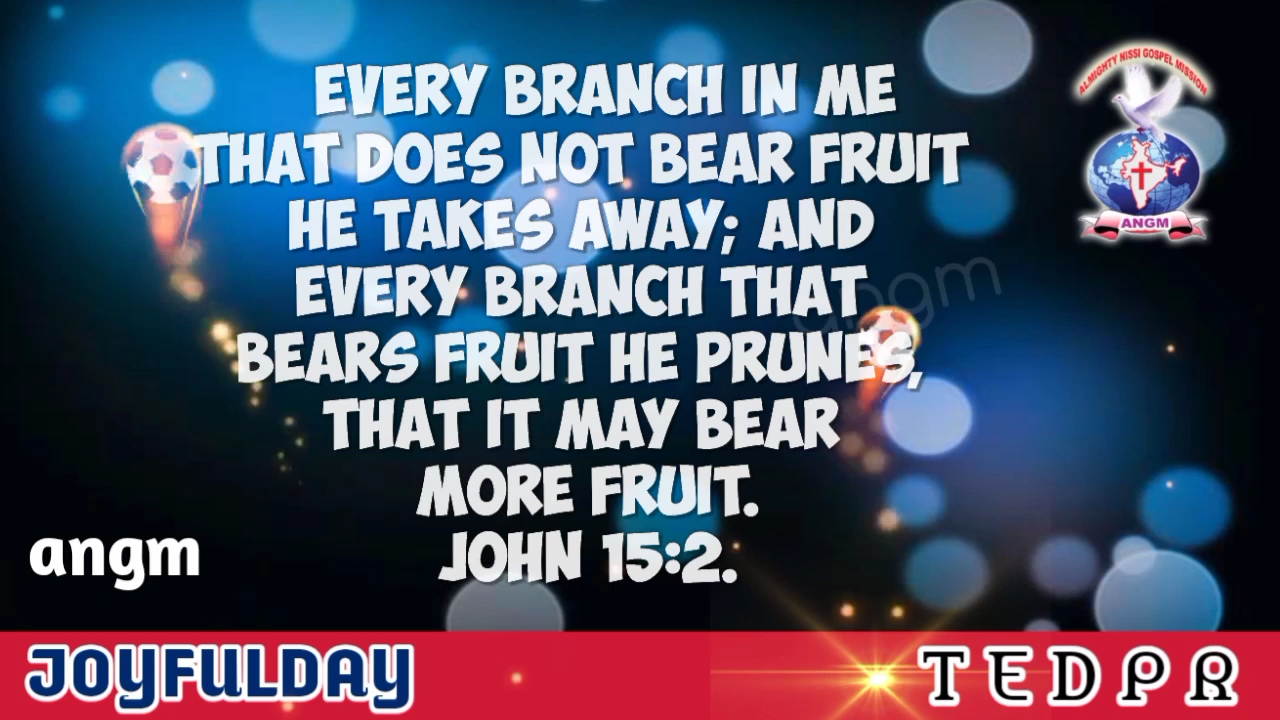 ALMIGHTY NISSI GOSPEL MISSION
ANGM
EVERY BRANCH IN ME
THAT DOES NOT BEAR FRUIT
HE TAKES AWAY; AND
EVERY BRANCH THAT
BEARS FRUIT HE PRUNES,
THAT IT MAY BEAR
MORE FRUIT.
JOHN 15:2.
angm
angm
JOYFULDAY
TEDPR